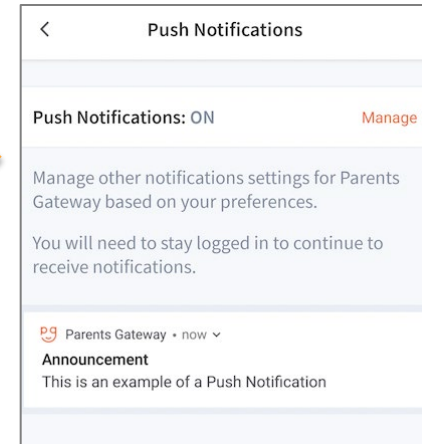 Push Notifications
Push Notifications: ON Manage
Manage other notifications settings for Parents
Gateway based on your preferences.
You will need to stay logged in to continue to
receive notifications.
pg Parents Gateway • now
Announcement
This is an example of a Push Notification